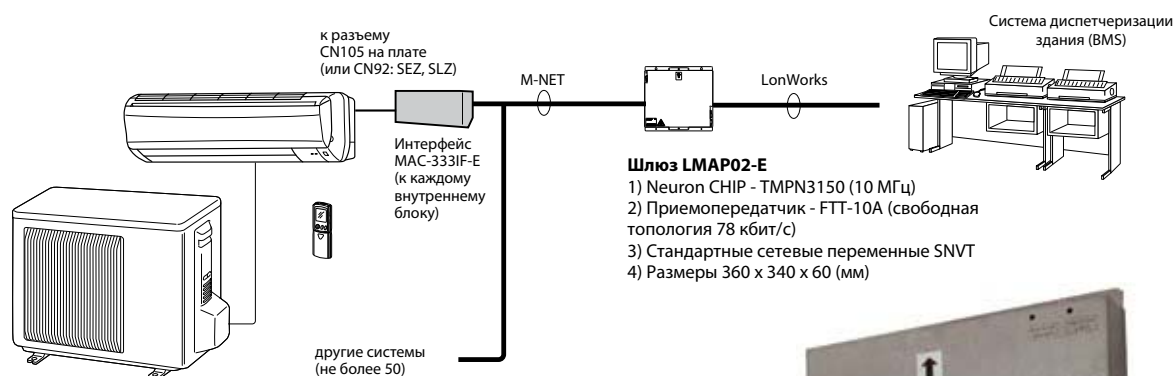 к разъему
CN105 на плате
(или CN92: SEZ, SLZ)
M-NET
LonWorks
Система диспетчеризации
здания (BMS)
Интерфейс
MAC-333IF-E
(к каждому
внутреннему
блоку)
Шлюз LMAP02-E
1) Neuron CHIP - TMPN3150 (10 МГц)
2) Приемопередатчик - FTT-10A (свободная
топология 78 кбит/с)
3) Стандартные сетевые переменные SNVT
4) Размеры 360 x 340 x 60 (мм)
другие системы
(не более 50)